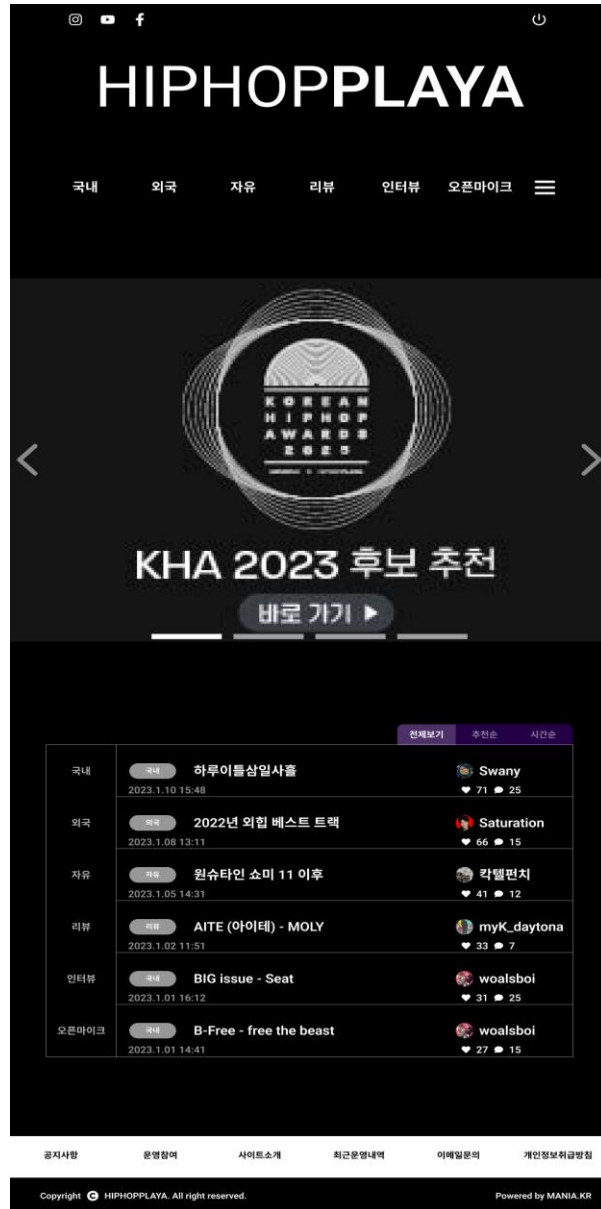 HIPHOPPLAYA
국내 외국 자유 리뷰 인터뷰 오픈마이크
KOREAN
HIPHOP
AWARDS
KHA 2023 후보 추천
바로 가기 ▶
전체보기 추천순 시간순
국내 국내 하루이틀삼일사흘 Swany
2023.1.10 15:48 71 25
외국 외국 2022년 외힙 베스트 트랙 Saturation
2023.1.08 13:11 66 15
자유 자유 원슈타인 쇼미 11 이후 칵텔펀치
2023.1.05 14:31 41 12
리뷰 리뷰 AITE (아이테) - MOLY myK_daytona
2023.1.02 11:51 33 7
인터뷰 국내 BIG issue - Seat woalsboi
2023.1.01 16:12 31 25
오픈마이크 국내 B-Free - free the beast woalsboi
2023.1.01 14:41 27 15
공지사항 운영참여 사이트소개 최근운영내역 이메일문의 개인정보취급방침
Copyright C HIPHOPPLAYA. All right reserved. Powered by MANIA.KR